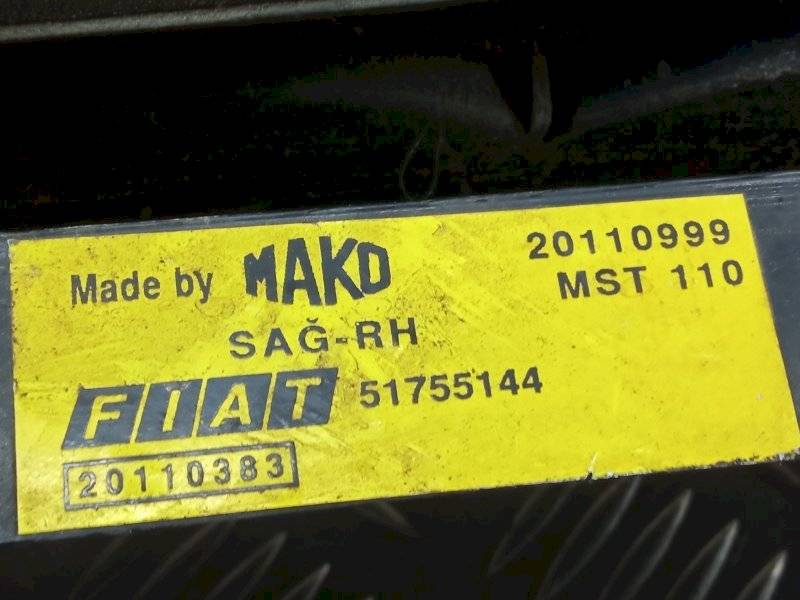 Made by MAKO 20110999
MST 110
SAĞ-RH
FIAT 51755144
20110383